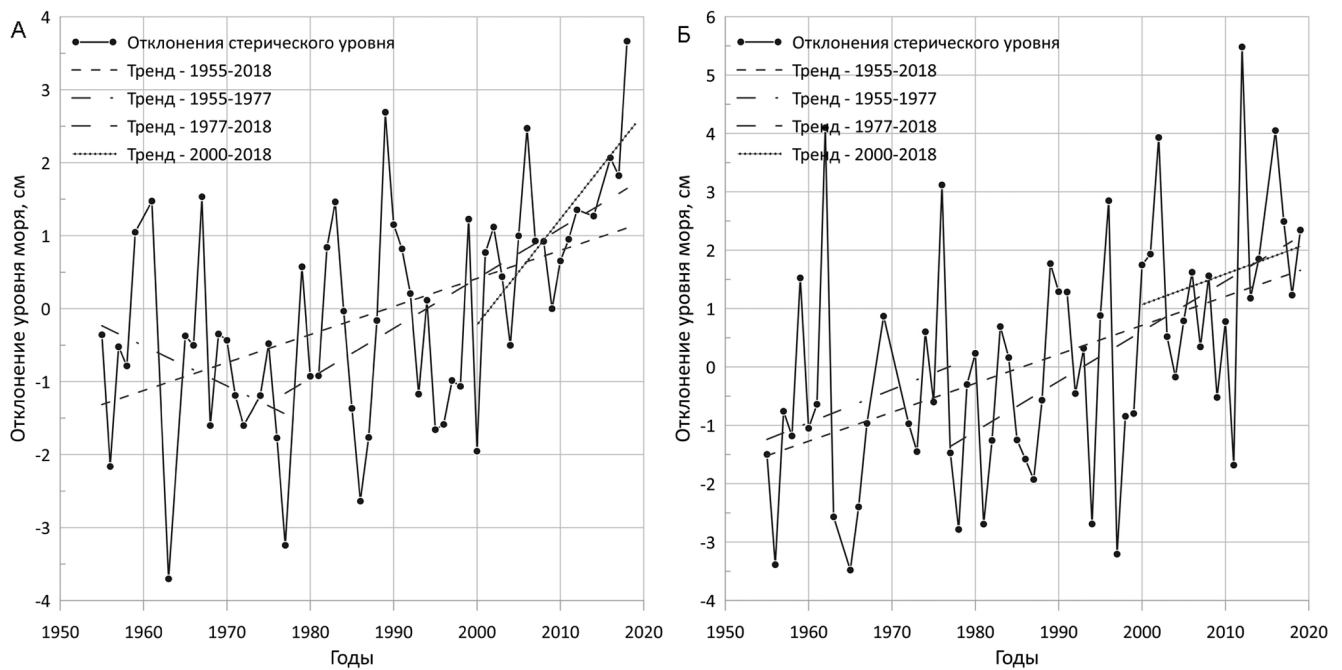 А
Отклонения стерического уровня
Тренд - 1955-2018
Тренд - 1955-1977
Тренд - 1977-2018
Тренд - 2000-2018
Отклонение уровня моря, см
4
3
2
1
0
-1
-2
-3
-4
1950 1960 1970 1980 1990 2000 2010 2020
Годы
Б
Отклонения стерического уровня
Тренд - 1955-2018
Тренд - 1955-1977
Тренд - 1977-2018
Тренд - 2000-2018
Отклонение уровня моря, см
6
5
4
3
2
1
0
-1
-2
-3
-4
1950 1960 1970 1980 1990 2000 2010 2020
Годы